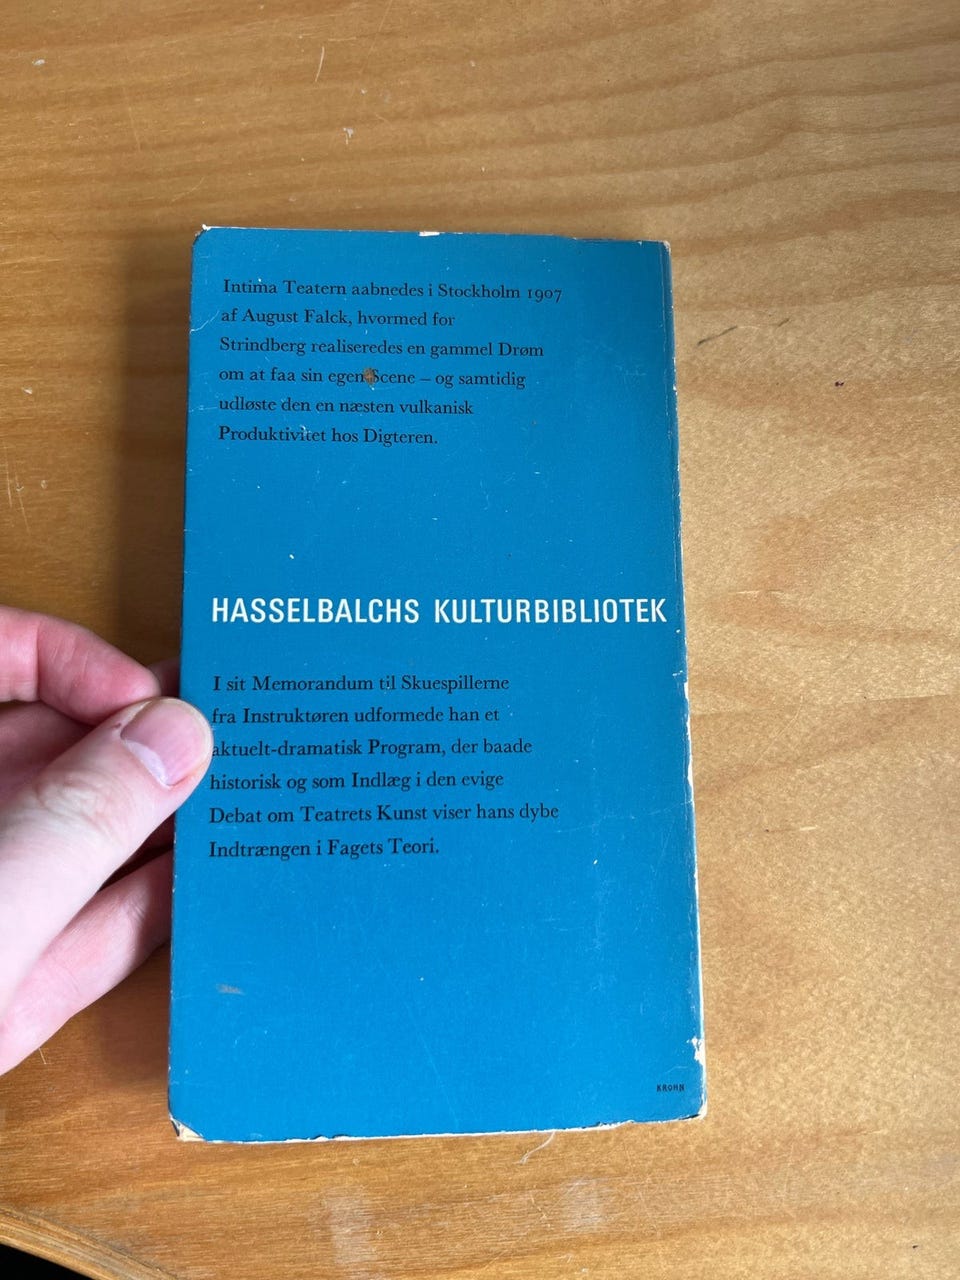 Intima Teatern aabnedes i Stockholm 1907
af August Falck, hvormed for
Strindberg realiseredes en gammel Drøm
om at faa sin egen Scene – og samtidig
udløste den en næsten vulkanisk
Produktivitet hos Digteren.
HASSELBALCHS KULTURBIBLIOTEK
I sit Memorandum til Skuespillerne
fra Instruktøren udformede han et
aktuelt-dramatisk Program, der baade
historisk og som Indlæg i den evige
Debat om Teatrets Kunst viser hans dybe
Indtrængen i Fagets Teori.
KROHN